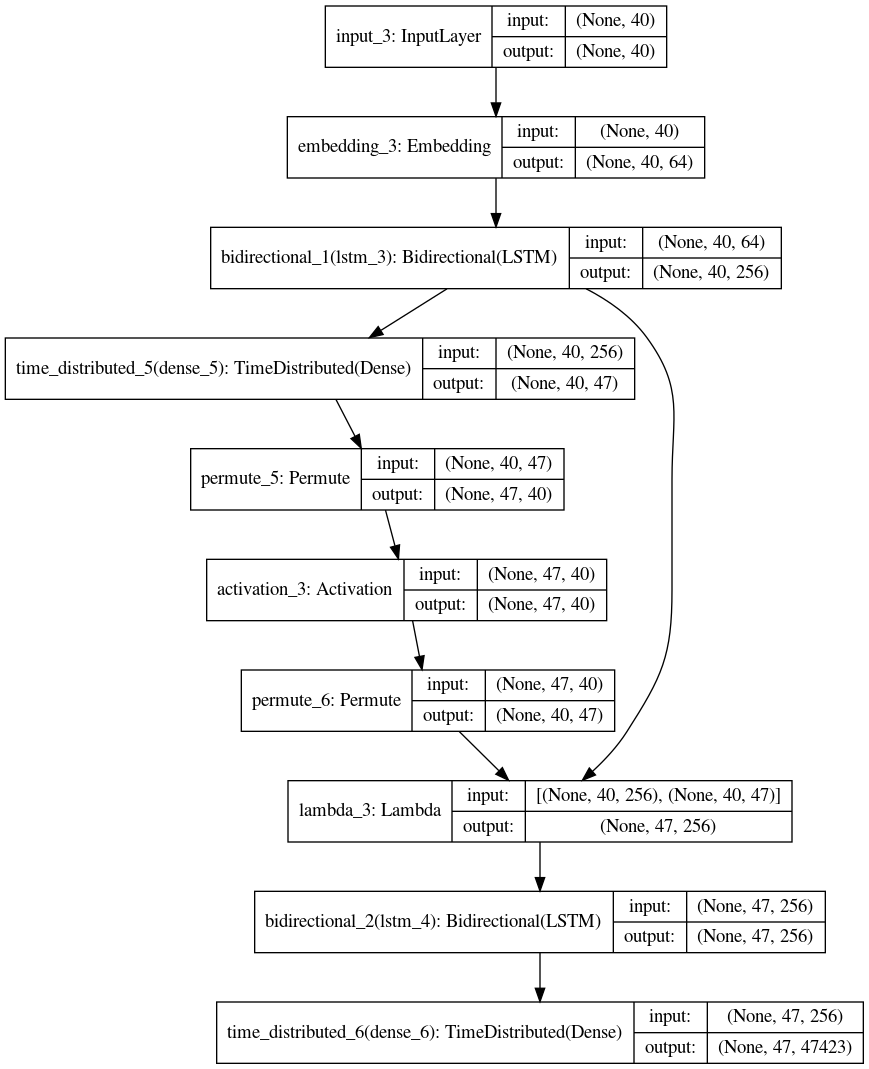 input_3: InputLayer
input: (None, 40)
output: (None, 40)
embedding_3: Embedding
input: (None, 40)
output: (None, 40, 64)
bidirectional_1(lstm_3): Bidirectional(LSTM)
input: (None, 40, 64)
output: (None, 40, 256)
time_distributed_5(dense_5): TimeDistributed(Dense)
input: (None, 40, 256)
output: (None, 40, 47)
permute_5: Permute
input: (None, 40, 47)
output: (None, 47, 40)
activation_3: Activation
input: (None, 47, 40)
output: (None, 47, 40)
permute_6: Permute
input: (None, 47, 40)
output: (None, 40, 47)
lambda_3: Lambda
input: [(None, 40, 256), (None, 40, 47)]
output: (None, 47, 256)
bidirectional_2(lstm_4): Bidirectional(LSTM)
input: (None, 47, 256)
output: (None, 47, 256)
time_distributed_6(dense_6): TimeDistributed(Dense)
input: (None, 47, 256)
output: (None, 47, 47423)